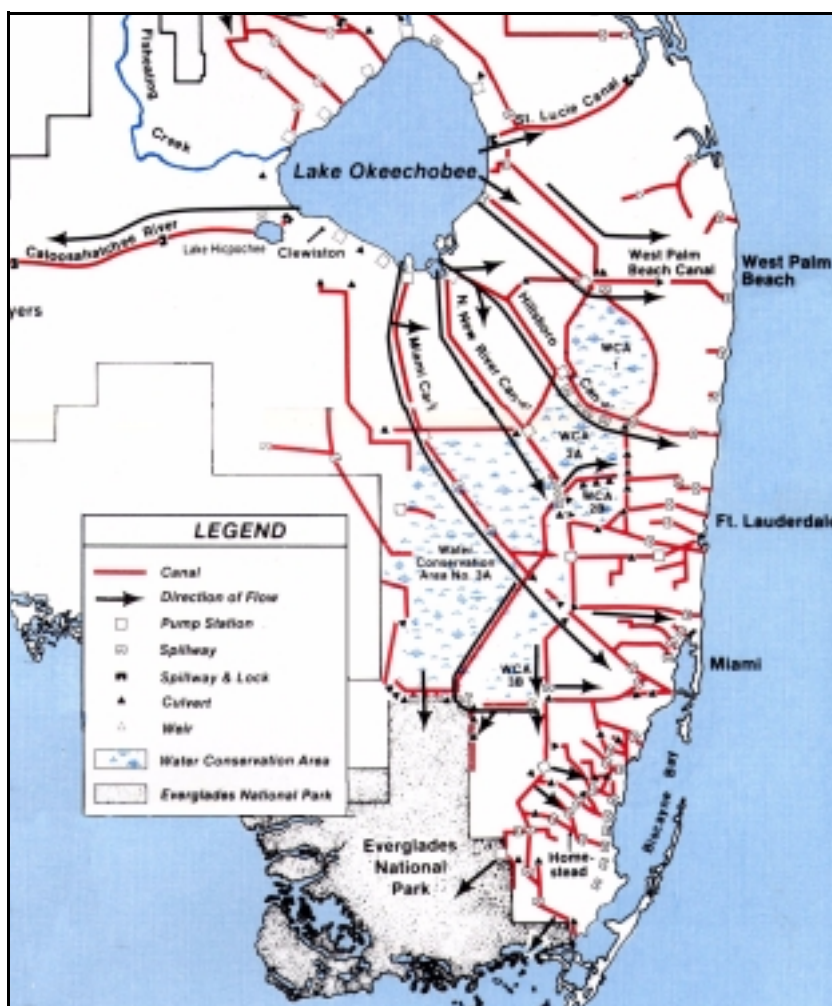 Fisheating
Creek
St. Lucie Canal
Lake Okeechobee
Caloosahatchee River
Lake Hicpochee
Clewiston
West Palm
Beach Canal
West Palm
Beach
yers
Miami Canal
N. New River Canal
Hillsboro
Canal
WCA
1
WCA
2A
WCA
2B
Ft. Lauderdale
LEGEND
Canal
Direction of Flow
Pump Station
Spillway
Spillway & Lock
Culvert
Weir
Water Conservation Area
Everglades National Park
Water
Conservation
Area No. 3A
WCA
3B
Miami
Biscayne Bay
Everglades
National
Park
Home-
stead